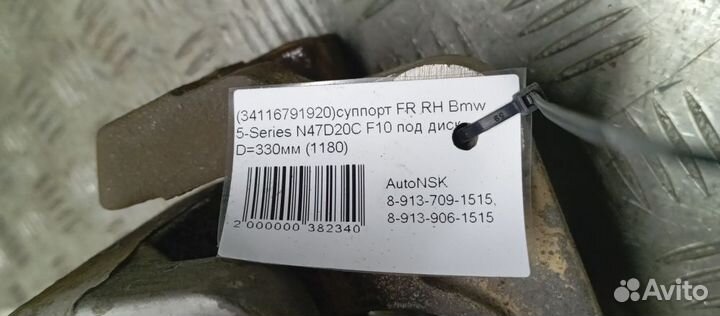 (34116791920)суппорт FR RH Bmw
5-Series N47D20C F10 под диск
D=330мм (1180)
AutoNSK
8-913-709-1515,
8-913-906-1515
2 000000 382340
Avito